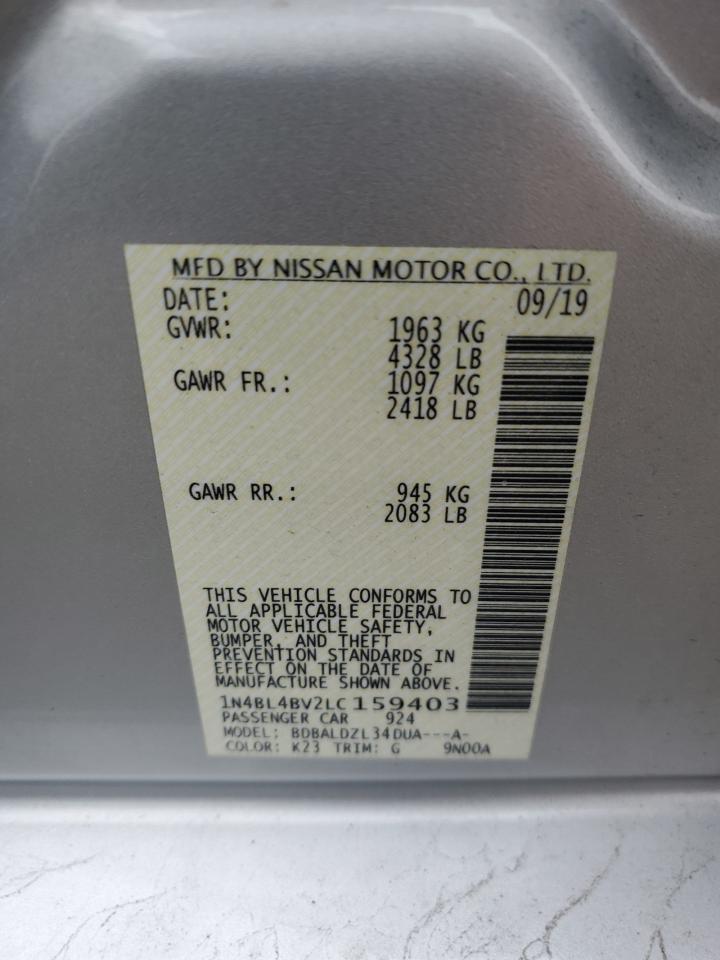 MFD BY NISSAN MOTOR CO., LTD.
DATE: 09/19
GVWR: 1963 KG
4328 LB
GAWR FR.: 1097 KG
2418 LB
GAWR RR.: 945 KG
2083 LB
THIS VEHICLE CONFORMS TO
ALL APPLICABLE FEDERAL
MOTOR VEHICLE SAFETY,
BUMPER, AND THEFT
PREVENTION STANDARDS IN
EFFECT ON THE DATE OF
MANUFACTURE SHOWN ABOVE.
1N4BL4BV2LC159403
PASSENGER CAR 924
MODEL: BDBALDZL34DUA---A-
COLOR: K23 TRIM: G 9N00A